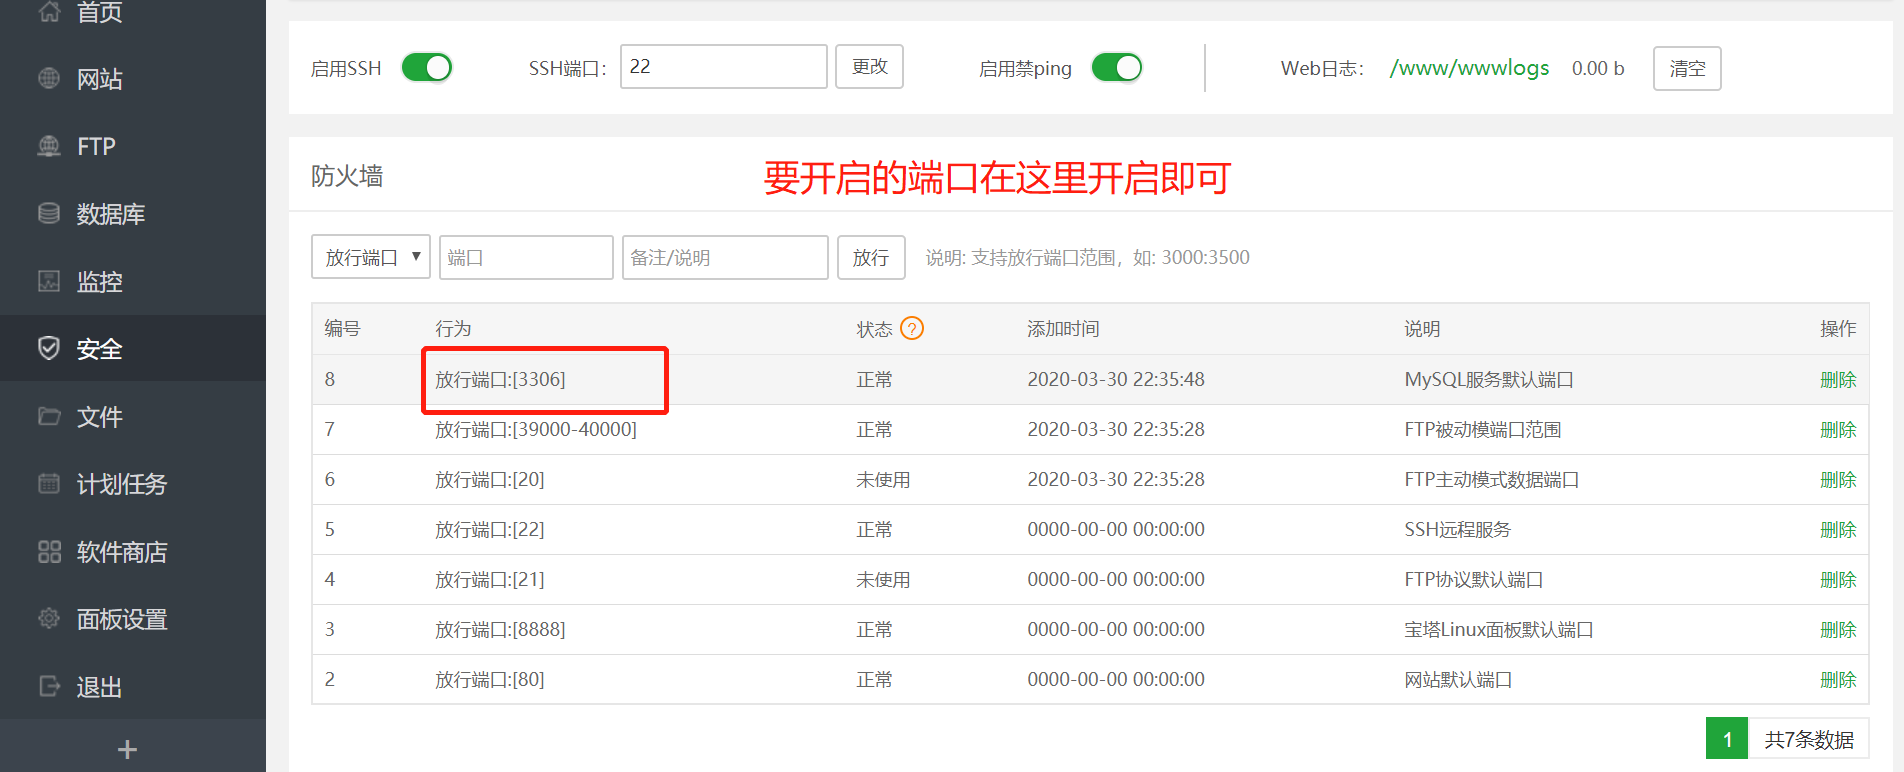 首页
网站
FTP
数据库
监控
安全
文件
计划任务
软件商店
面板设置
退出
+
启用SSH SSH端口： 22 更改 启用禁ping Web日志： /www/wwwlogs 0.00 b 清空
防火墙 要开启的端口在这里开启即可
放行端口 端口 备注/说明 放行 说明: 支持放行端口范围，如: 3000:3500
编号 行为 状态 ? 添加时间 说明 操作
8 放行端口:[3306] 正常 2020-03-30 22:35:48 MySQL服务默认端口 删除
7 放行端口:[39000-40000] 正常 2020-03-30 22:35:28 FTP被动模端口范围 删除
6 放行端口:[20] 未使用 2020-03-30 22:35:28 FTP主动模式数据端口 删除
5 放行端口:[22] 正常 0000-00-00 00:00:00 SSH远程服务 删除
4 放行端口:[21] 未使用 0000-00-00 00:00:00 FTP协议默认端口 删除
3 放行端口:[8888] 正常 0000-00-00 00:00:00 宝塔Linux面板默认端口 删除
2 放行端口:[80] 正常 0000-00-00 00:00:00 网站默认端口 删除
1 共7条数据